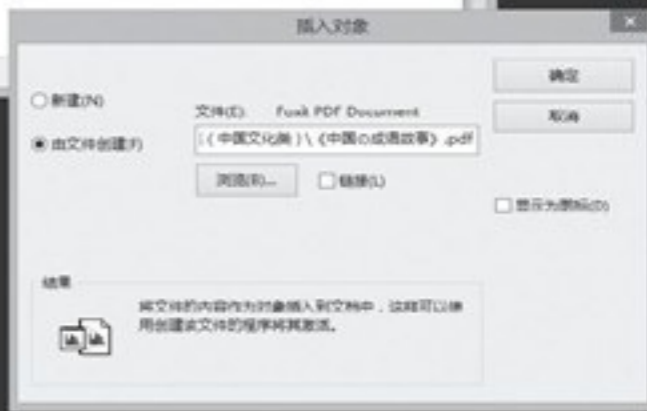 插入对象
新建(N)
确定
文件(E): Foxit PDF Document
取消
由文件创建(F)
(中国文化美)\《中国の成语故事》.pdf
浏览(B)...
链接(L)
显示为图标(D)
结果
将文件的内容作为对象插入到文档中，这样可以使
用创建该文件的程序将其激活。